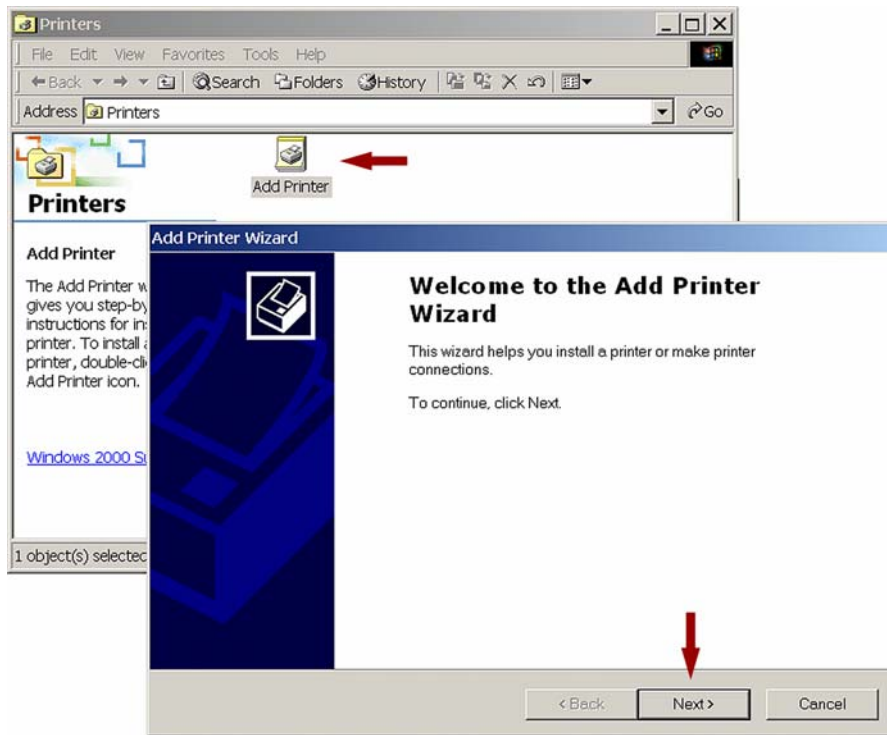 Printers
File Edit View Favorites Tools Help
Back Search Folders History
Address Printers Go
Add Printer
Printers
Add Printer
The Add Printer
gives you step-by
instructions for
printer. To install
printer, double-
Add Printer icon.
Windows 2000
1 object(s)
Add Printer Wizard
Welcome to the Add Printer
Wizard
This wizard helps you install a printer or make printer
connections.
To continue, click Next.
< Back Next > Cancel